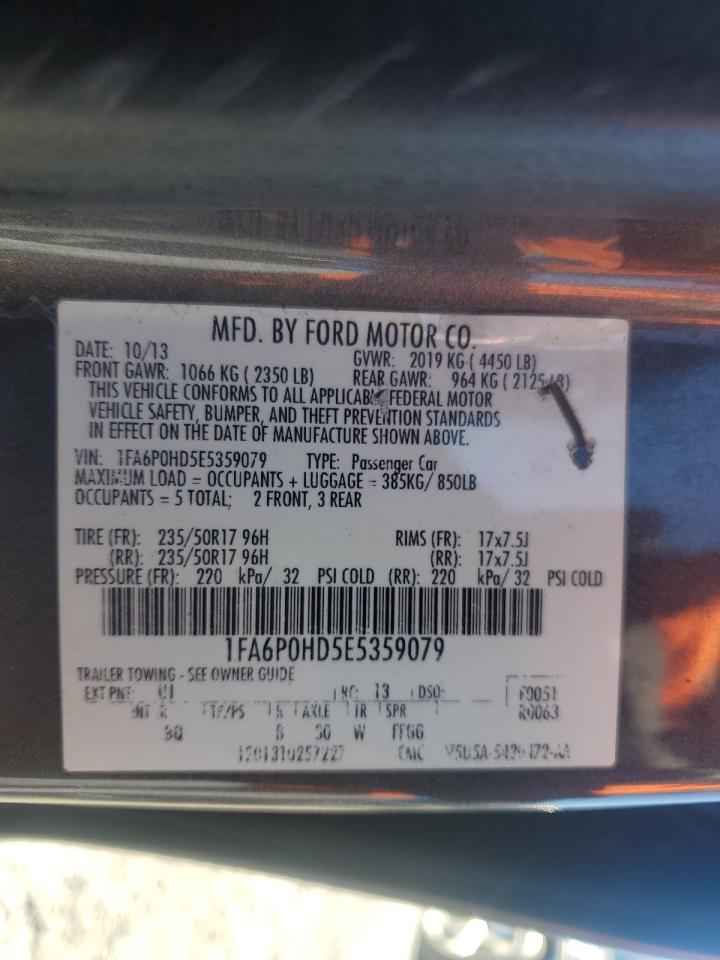 MFD. BY FORD MOTOR CO.
DATE: 10/13 GVWR: 2019 KG ( 4450 LB)
FRONT GAWR: 1066 KG ( 2350 LB) REAR GAWR: 964 KG ( 2125 LB)
THIS VEHICLE CONFORMS TO ALL APPLICABLE FEDERAL MOTOR
VEHICLE SAFETY, BUMPER, AND THEFT PREVENTION STANDARDS
IN EFFECT ON THE DATE OF MANUFACTURE SHOWN ABOVE.
VIN: 1FA6P0HD5E5359079 TYPE: Passenger Car
MAXIMUM LOAD = OCCUPANTS + LUGGAGE = 385KG/ 850LB
OCCUPANTS = 5 TOTAL; 2 FRONT, 3 REAR
TIRE (FR): 235/50R17 96H RIMS (FR): 17x7.5J
(RR): 235/50R17 96H (RR): 17x7.5J
PRESSURE (FR): 220 kPa/ 32 PSI COLD (RR): 220 kPa/ 32 PSI COLD
1FA6P0HD5E5359079
TRAILER TOWING - SEE OWNER GUIDE
EXT PNT: RC: 13 DSO: F0051
INT TR TP/PS R AXLE TR SPR R0063
W FFGG